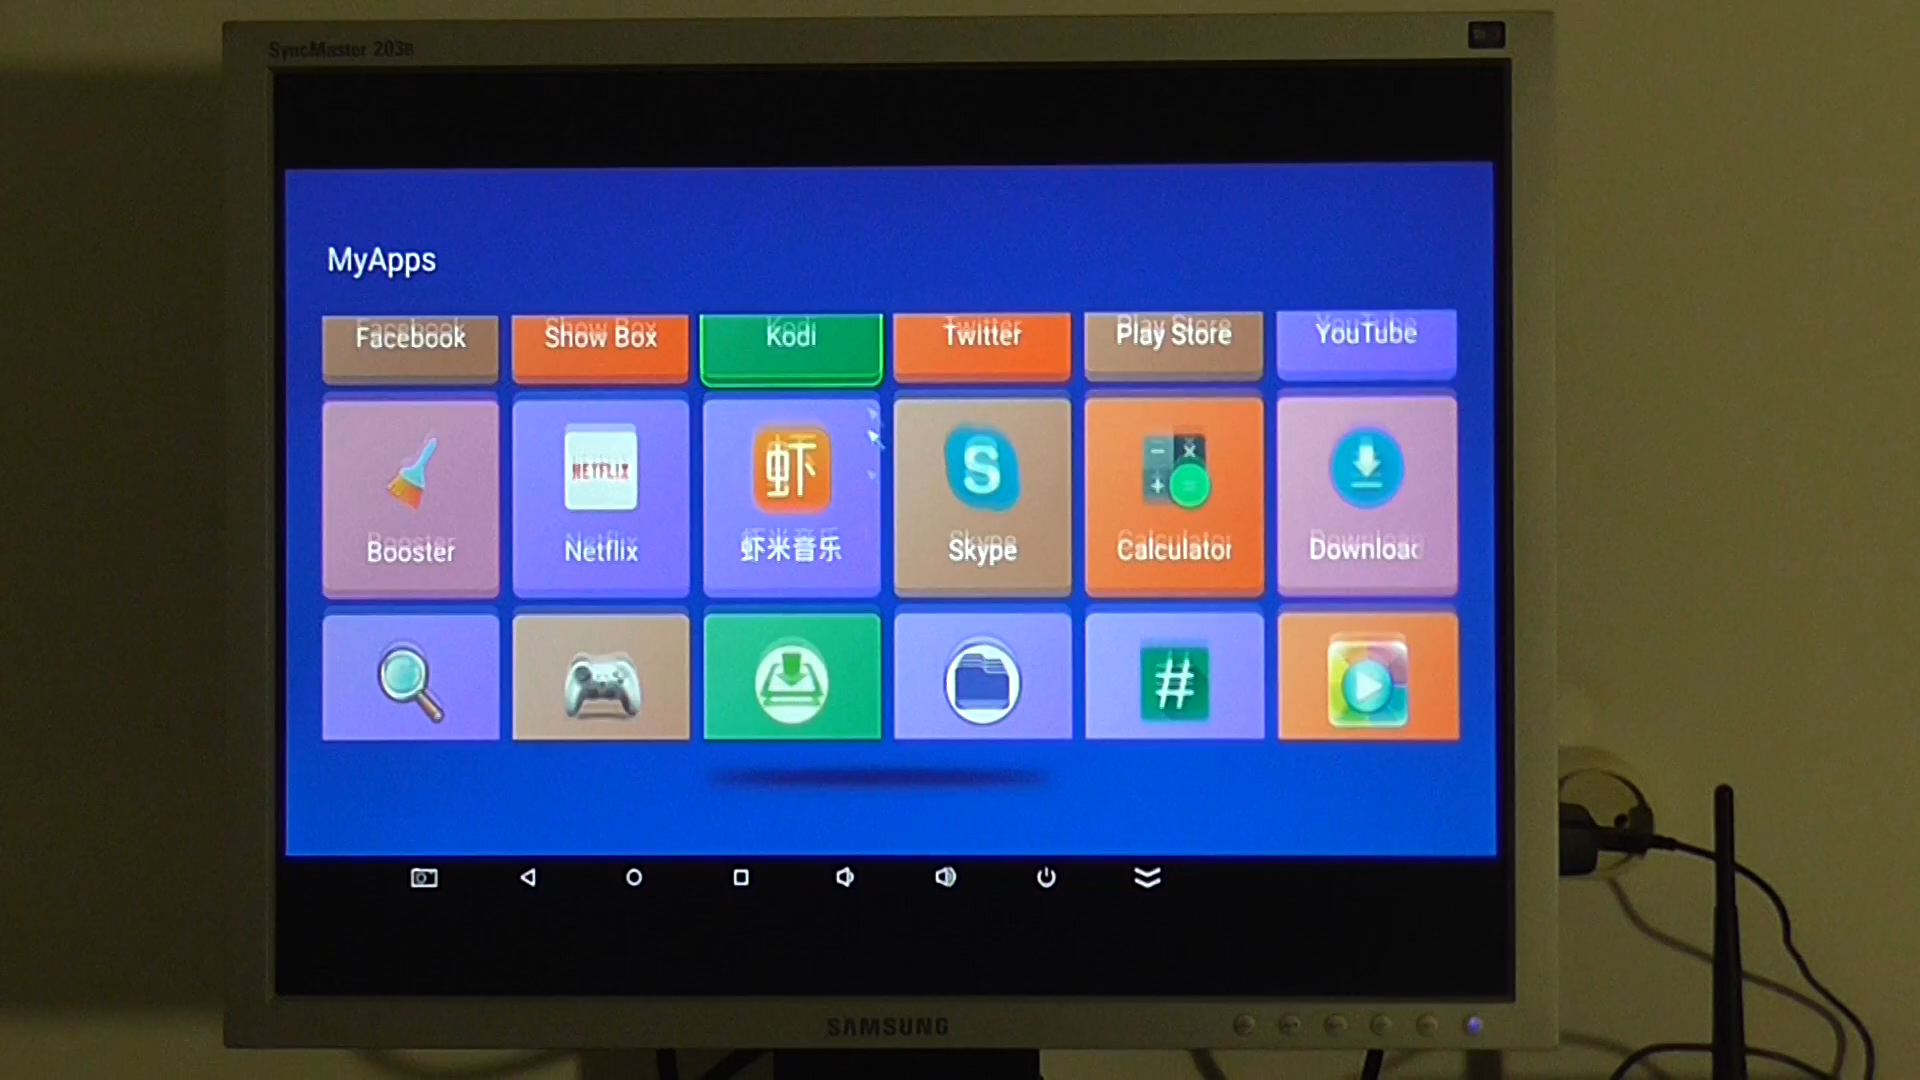 SyncMaster 203B
MyApps
Facebook Show Box Kodi Twitter Play Store YouTube
NETFLIX 虾 S
Booster Netflix 虾米音乐 Skype Calculator Download
#
SAMSUNG